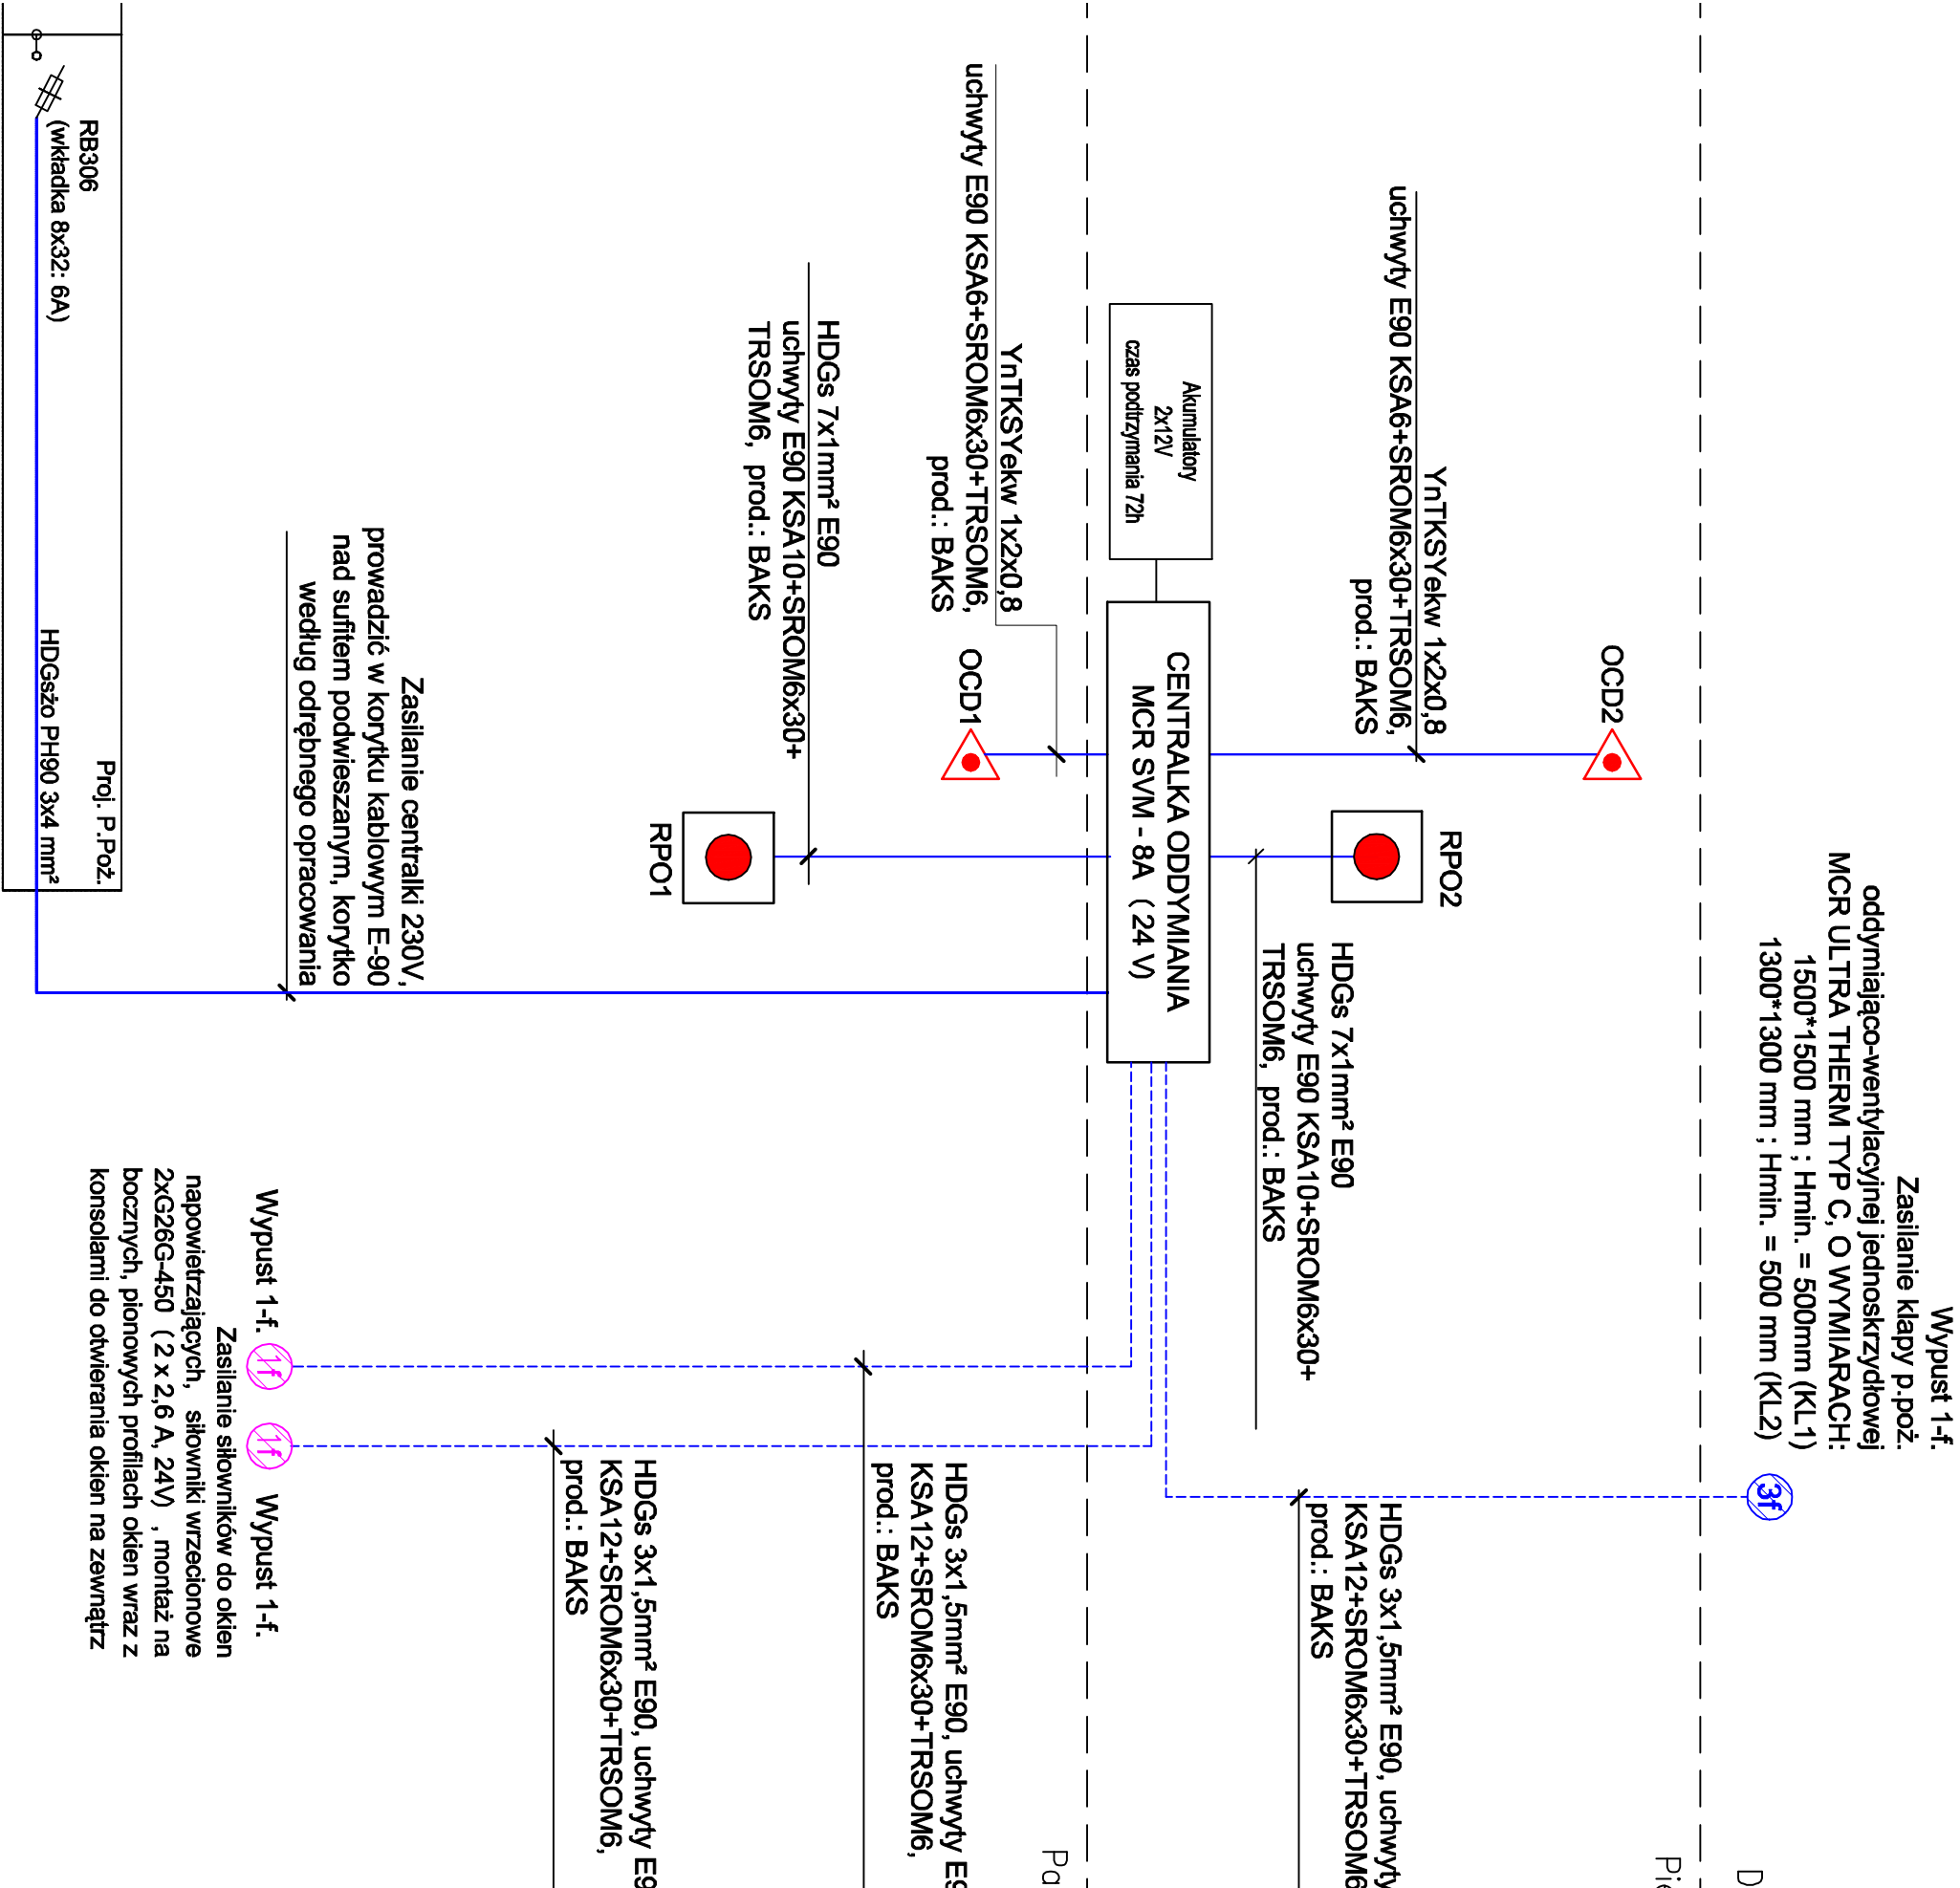 Wypust 1-f.
Zasilanie klapy p.poż.
oddymiająco-wentylacyjnej jednoskrzydłowej
MCR ULTRA THERM TYP C, O WYMIARACH:
1500*1500 mm ; Hmin. = 500mm (KL1)
1300*1300 mm ; Hmin. = 500 mm (KL2)
3f
D
Pie
OCD2
YnTKSYekw 1x2x0,8
uchwyty E90 KSA6+SROM6x30+TRSOM6,
prod.: BAKS
RPO2
HDGs 7x1mm² E90
uchwyty E90 KSA10+SROM6x30+
TRSOM6, prod.: BAKS
HDGs 3x1,5mm² E90, uchwyty
KSA12+SROM6x30+TRSOM6
prod.: BAKS
Akumulatory
2x12V
czas podtrzymania 72h
CENTRALKA ODDYMIANIA
MCR SVM - 8A ( 24 V)
Pa
YnTKSYekw 1x2x0,8
uchwyty E90 KSA6+SROM6x30+TRSOM6,
prod.: BAKS
OCD1
HDGs 7x1mm² E90
uchwyty E90 KSA10+SROM6x30+
TRSOM6, prod.: BAKS
RPO1
HDGs 3x1,5mm² E90, uchwyty E9
KSA12+SROM6x30+TRSOM6,
prod.: BAKS
HDGs 3x1,5mm² E90, uchwyty E9
KSA12+SROM6x30+TRSOM6,
prod.: BAKS
Zasilanie centralki 230V,
prowadzić w korytku kablowym E-90
nad sufitem podwieszanym, korytko
według odrębnego opracowania
Wypust 1-f.
1f
1f
Wypust 1-f.
Zasilanie siłowników do okien
napowietrzających, siłowniki wrzecionowe
2xG26G-450 ( 2 x 2,6 A, 24V) , montaż na
bocznych, pionowych profilach okien wraz z
konsolami do otwierania okien na zewnątrz
Proj. P.Poż.
RB306
(wkładka 8x32: 6A)
HDGsżo PH90 3x4 mm²